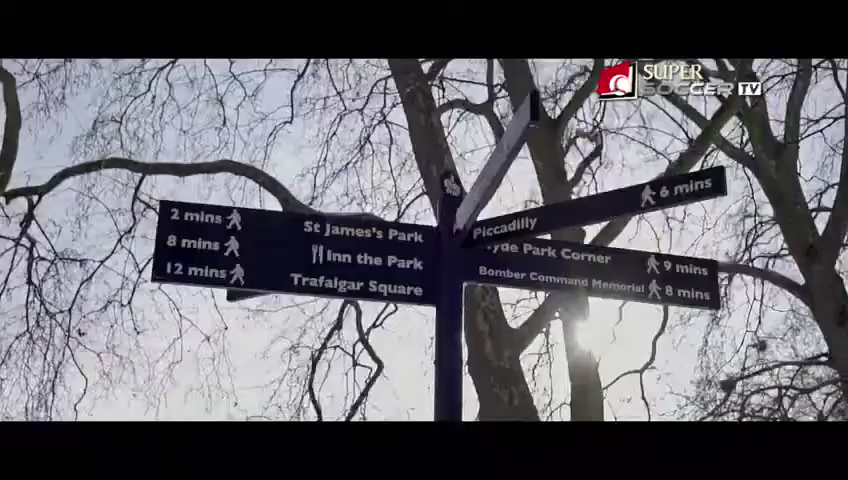 SUPER
SOCCER TV
2 mins St James's Park
8 mins Inn the Park
12 mins Trafalgar Square
Piccadilly 6 mins
yde Park Corner 9 mins
Bomber Command Memorial 8 mins